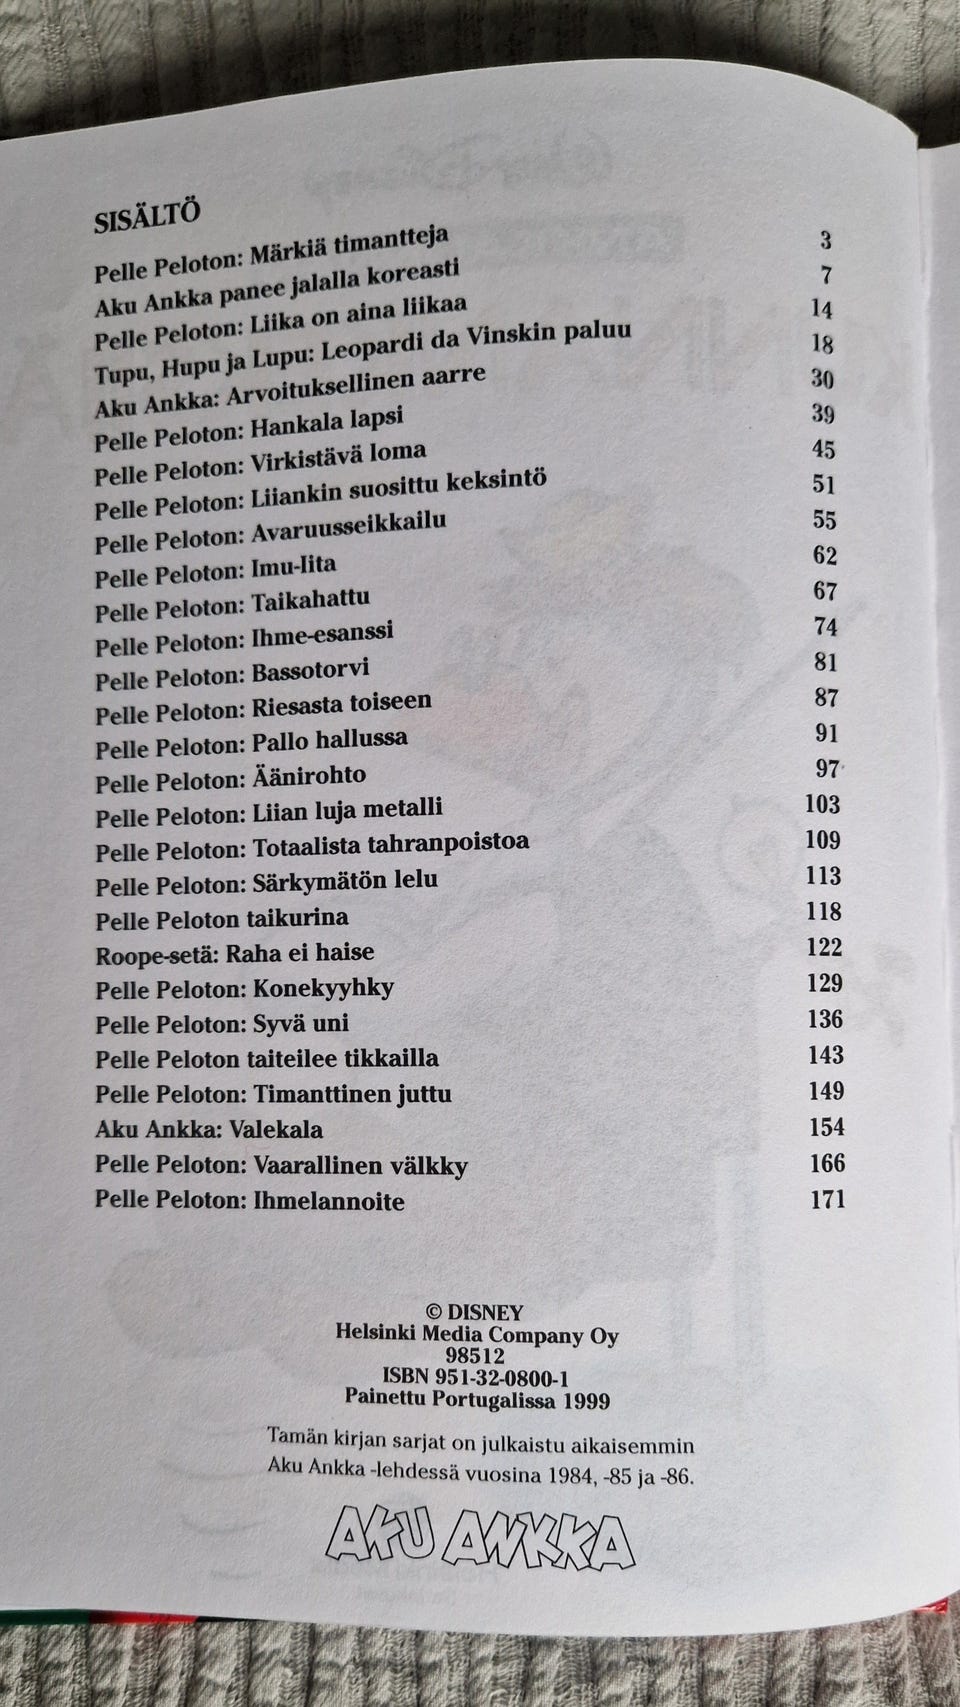 SISÄLTÖ
Pelle Peloton: Märkiä timantteja 3
Aku Ankka panee jalalla koreasti 7
Pelle Peloton: Liika on aina liikaa 14
Tupu, Hupu ja Lupu: Leopardi da Vinskin paluu 18
Aku Ankka: Arvoituksellinen aarre 30
Pelle Peloton: Hankala lapsi 39
Pelle Peloton: Virkistävä loma 45
Pelle Peloton: Liiankin suosittu keksintö 51
Pelle Peloton: Avaruusseikkailu 55
Pelle Peloton: Imu-Iita 62
Pelle Peloton: Taikahattu 67
Pelle Peloton: Ihme-esanssi 74
Pelle Peloton: Bassotorvi 81
Pelle Peloton: Riesasta toiseen 87
Pelle Peloton: Pallo hallussa 91
Pelle Peloton: Äänirohto 97
Pelle Peloton: Liian luja metalli 103
Pelle Peloton: Totaalista tahranpoistoa 109
Pelle Peloton: Särkymätön lelu 113
Pelle Peloton taikurina 118
Roope-setä: Raha ei haise 122
Pelle Peloton: Konekyyhky 129
Pelle Peloton: Syvä uni 136
Pelle Peloton taiteilee tikkailla 143
Pelle Peloton: Timanttinen juttu 149
Aku Ankka: Valekala 154
Pelle Peloton: Vaarallinen välkky 166
Pelle Peloton: Ihmelannoite 171
© DISNEY
Helsinki Media Company Oy
98512
ISBN 951-32-0800-1
Painettu Portugalissa 1999
Tamän kirjan sarjat on julkaistu aikaisemmin
Aku Ankka -lehdessä vuosina 1984, -85 ja -86.
AKU ANKKA